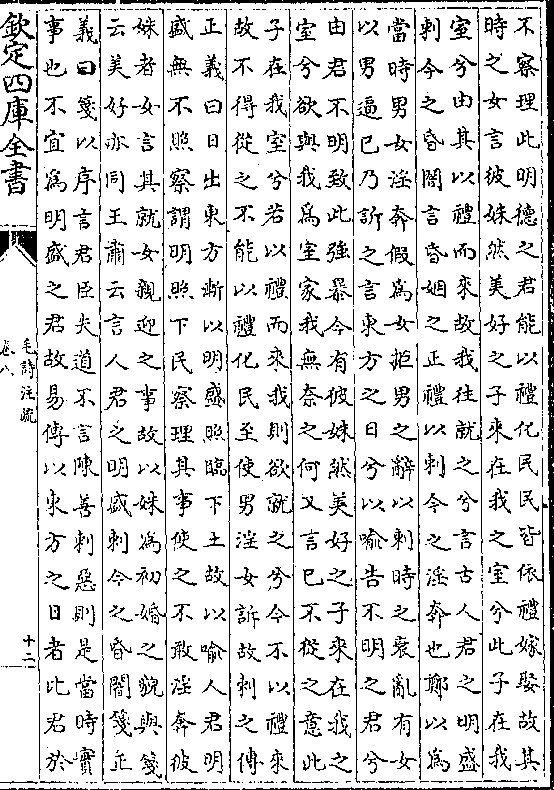 不察理此明德之君能以禮化民民皆依禮嫁娶故其
時之女言彼姝然美好之子來在我之室兮此子在我
室兮由其以禮而來故我往就之兮言古人君之明盛
刺今之昏闇言昏姻之正禮以刺今之淫奔也鄭以為
當時男女淫奔假為女拒男之辭以刺時之衰亂有女
以男逼已乃訴之言東方之日兮以喻告不明之君兮
由君不明致此強暴今有彼姝然美好之子來在我之
室兮欲與我為室家我無奈之何又言已不從之意此
子在我室兮若以禮而來我則欲就之兮今不以禮來
故不得從之不能以禮化民至使男淫女訴故刺之傳
正義曰日出東方漸以明盛照臨下土故以喻人君明
盛無不照察謂明照下民察理其事使之不敢淫奔彼
姝者女言其就女親迎之事故以姝為初婚之貌與箋
云美好亦同王肅云言人君之明盛刺今之昏闇箋正
義曰箋以序言君臣失道不言陳善刺惡則是當時實
事也不宜為明盛之君故易傳以東方之日者比君於
欽定四庫全書
毛詩注疏
卷八
十二